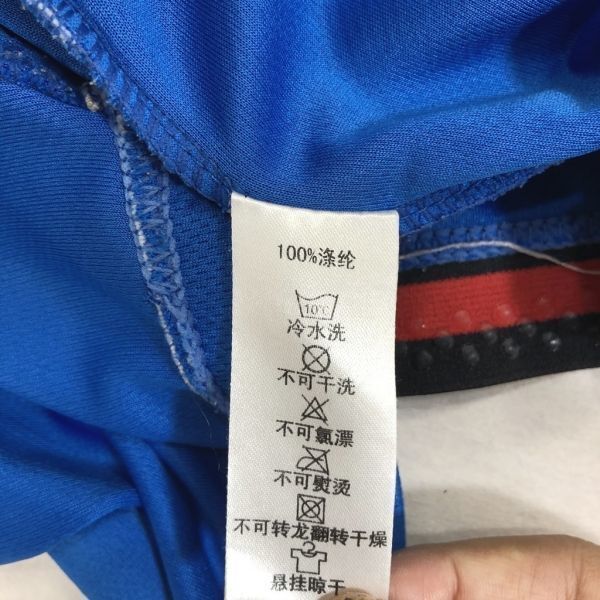 100%涤纶
10℃
冷水洗
不可干洗
不可氯漂
不可熨烫
不可转龙翻转干燥
悬挂晾干